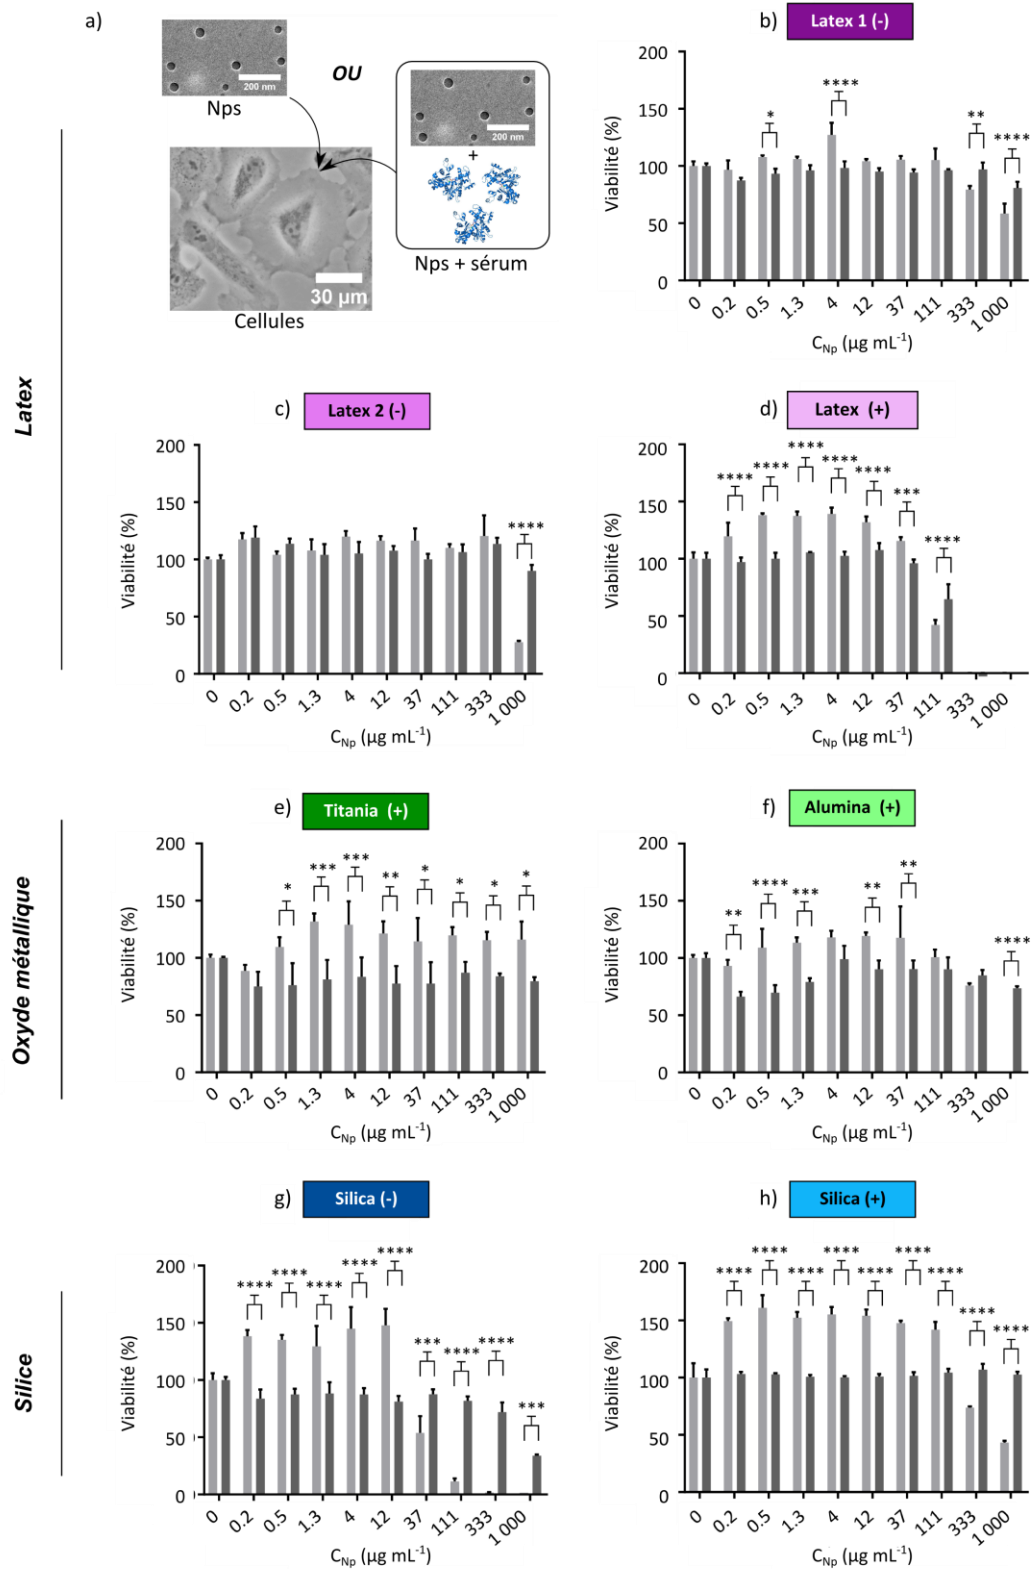 a)
OU
200 nm
Nps
200 nm
+
Nps + sérum
30 µm
Cellules
Latex
b)
Latex 1 (-)
Viabilité (%)
200
150
100
50
0
*
****
**
****
0 0.2 0.5 1.3 4 12 37 111 333 1 000
C_Np (µg mL⁻¹)
c)
Latex 2 (-)
Viabilité (%)
200
150
100
50
0
****
0 0.2 0.5 1.3 4 12 37 111 333 1 000
C_Np (µg mL⁻¹)
d)
Latex (+)
Viabilité (%)
200
150
100
50
0
**** **** **** **** **** *** ****
0 0.2 0.5 1.3 4 12 37 111 333 1 000
C_Np (µg mL⁻¹)
Oxyde métallique
e)
Titania (+)
Viabilité (%)
200
150
100
50
0
* *** *** ** * * * *
0 0.2 0.5 1.3 4 12 37 111 333 1 000
C_Np (µg mL⁻¹)
f)
Alumina (+)
Viabilité (%)
200
150
100
50
0
** **** *** ** ** ****
0 0.2 0.5 1.3 4 12 37 111 333 1 000
C_Np (µg mL⁻¹)
Silice
g)
Silica (-)
Viabilité (%)
200
150
100
50
0
**** **** **** **** **** *** **** **** ***
0 0.2 0.5 1.3 4 12 37 111 333 1 000
C_Np (µg mL⁻¹)
h)
Silica (+)
Viabilité (%)
200
150
100
50
0
**** **** **** **** **** **** **** **** ****
0 0.2 0.5 1.3 4 12 37 111 333 1 000
C_Np (µg mL⁻¹)